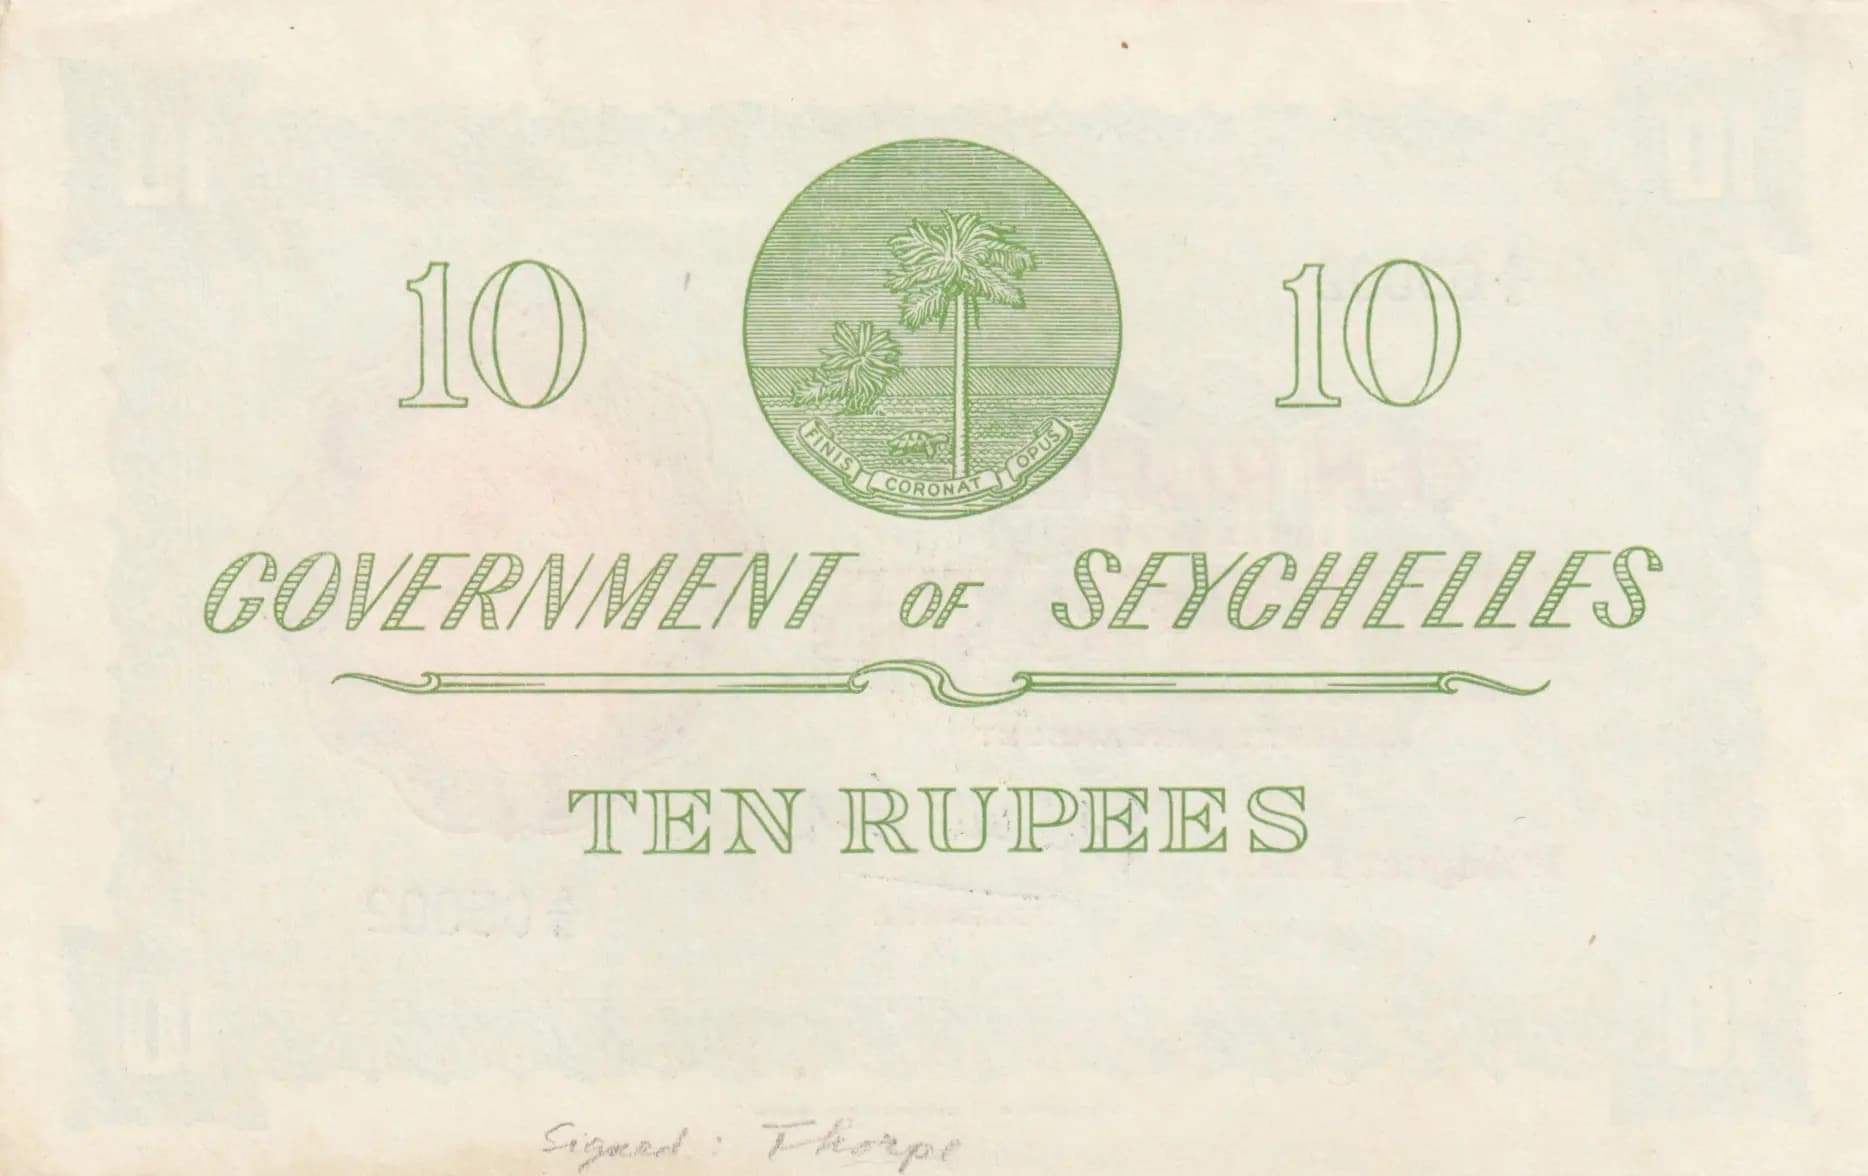 10 10
FINIS CORONAT OPUS
GOVERNMENT OF SEYCHELLES
TEN RUPEES
Signed : Thorpe